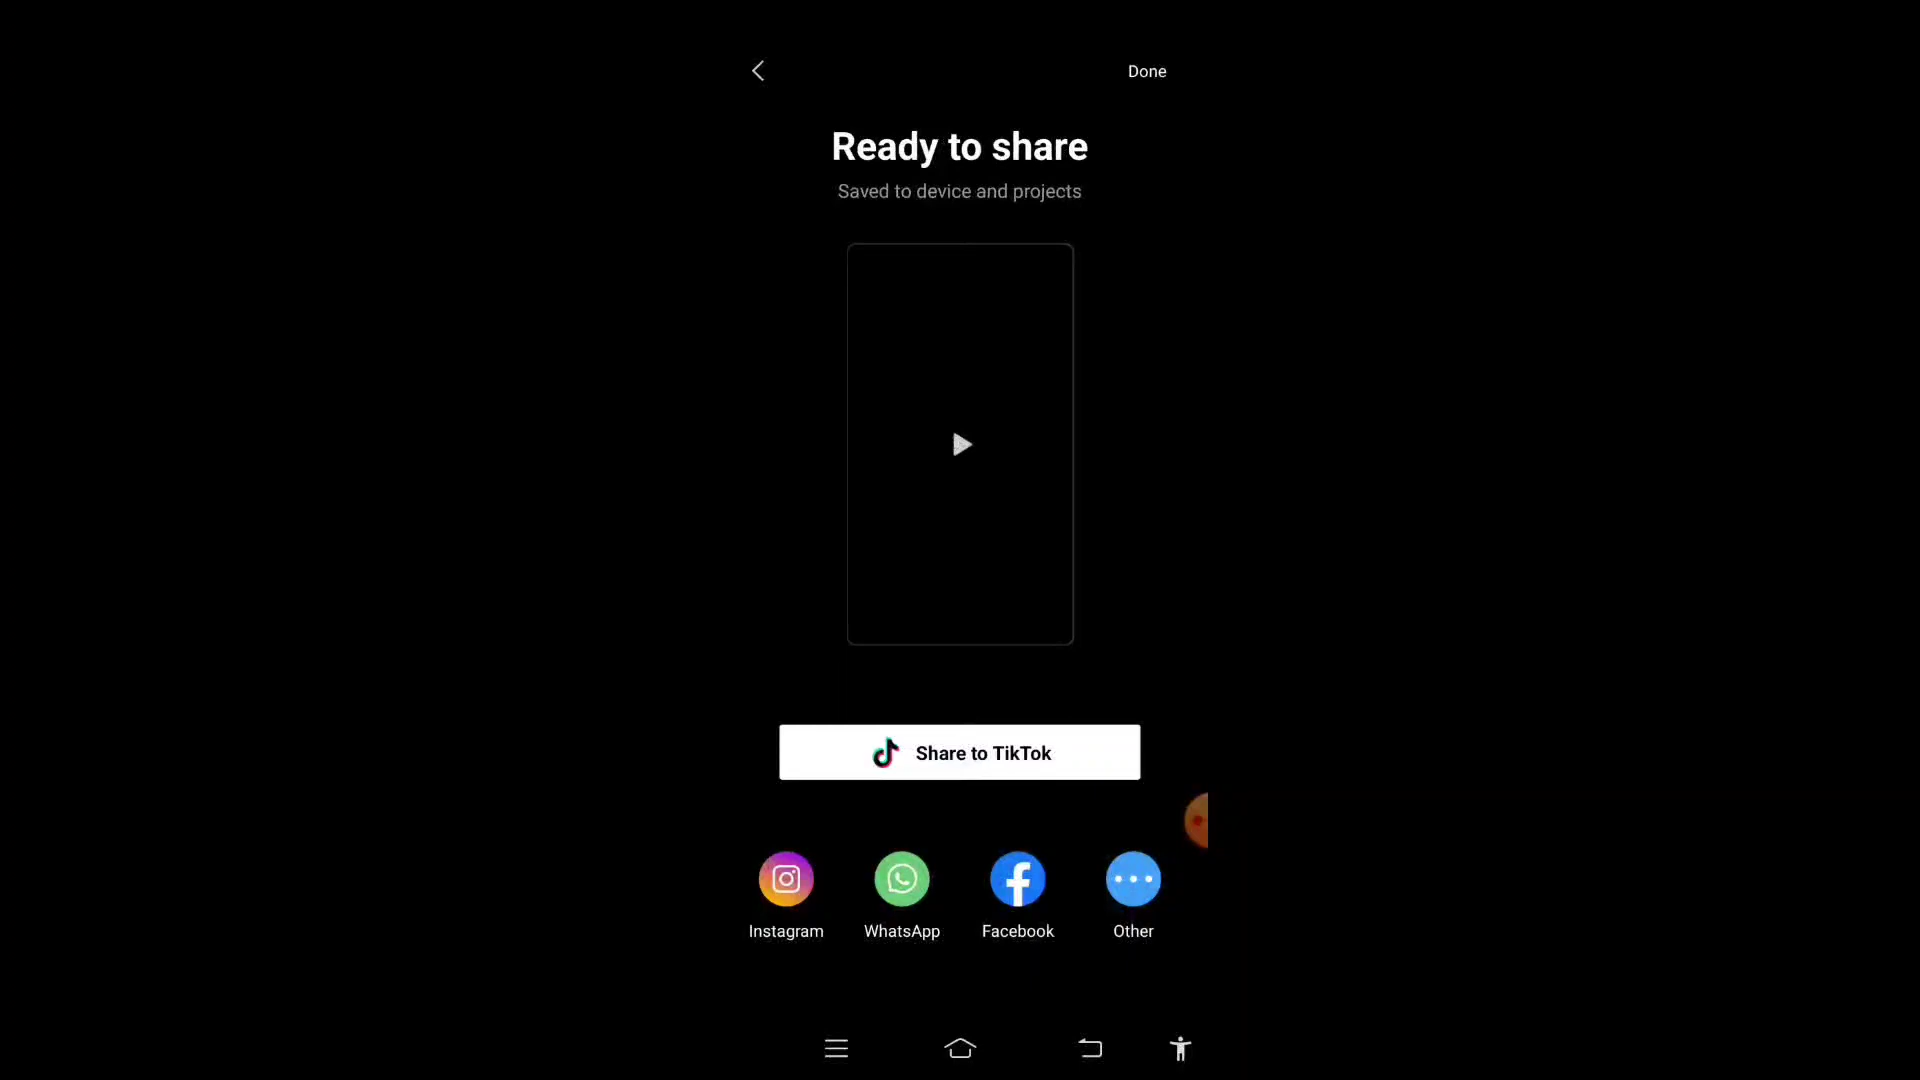 Done
Ready to share
Saved to device and projects
Share to TikTok
Instagram WhatsApp Facebook Other